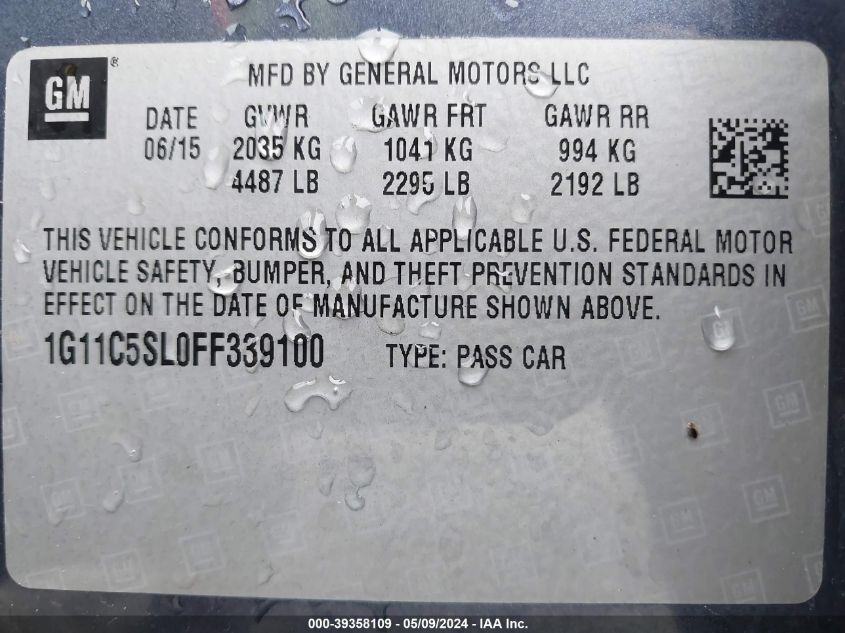 GM ®
MFD BY GENERAL MOTORS LLC
DATE GVWR GAWR FRT GAWR RR
06/15 2035 KG 1041 KG 994 KG
4487 LB 2295 LB 2192 LB
THIS VEHICLE CONFORMS TO ALL APPLICABLE U.S. FEDERAL MOTOR
VEHICLE SAFETY, BUMPER, AND THEFT PREVENTION STANDARDS IN
EFFECT ON THE DATE OF MANUFACTURE SHOWN ABOVE.
1G11C5SL0FF339100 TYPE: PASS CAR
000-39358109 - 05/09/2024 - IAA Inc.